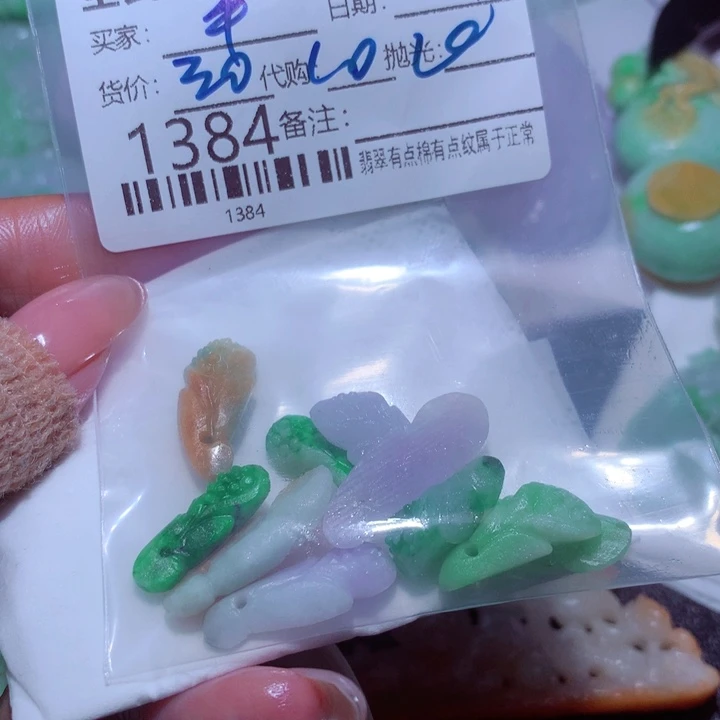 日期：
买家：
货价： 30 代购 10 抛光： 10
1384 备注：
翡翠有点棉有点纹属于正常
1384